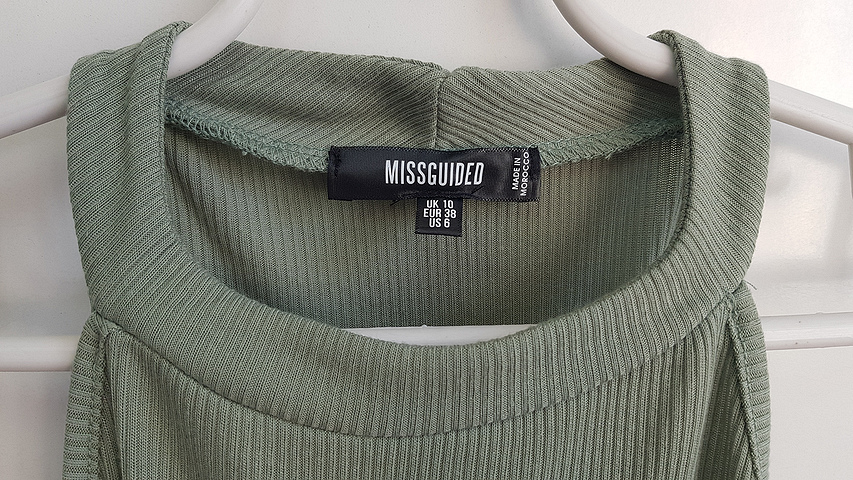 MISSGUIDED
MADE IN
MOROCCO
UK 10
EUR 38
US 6